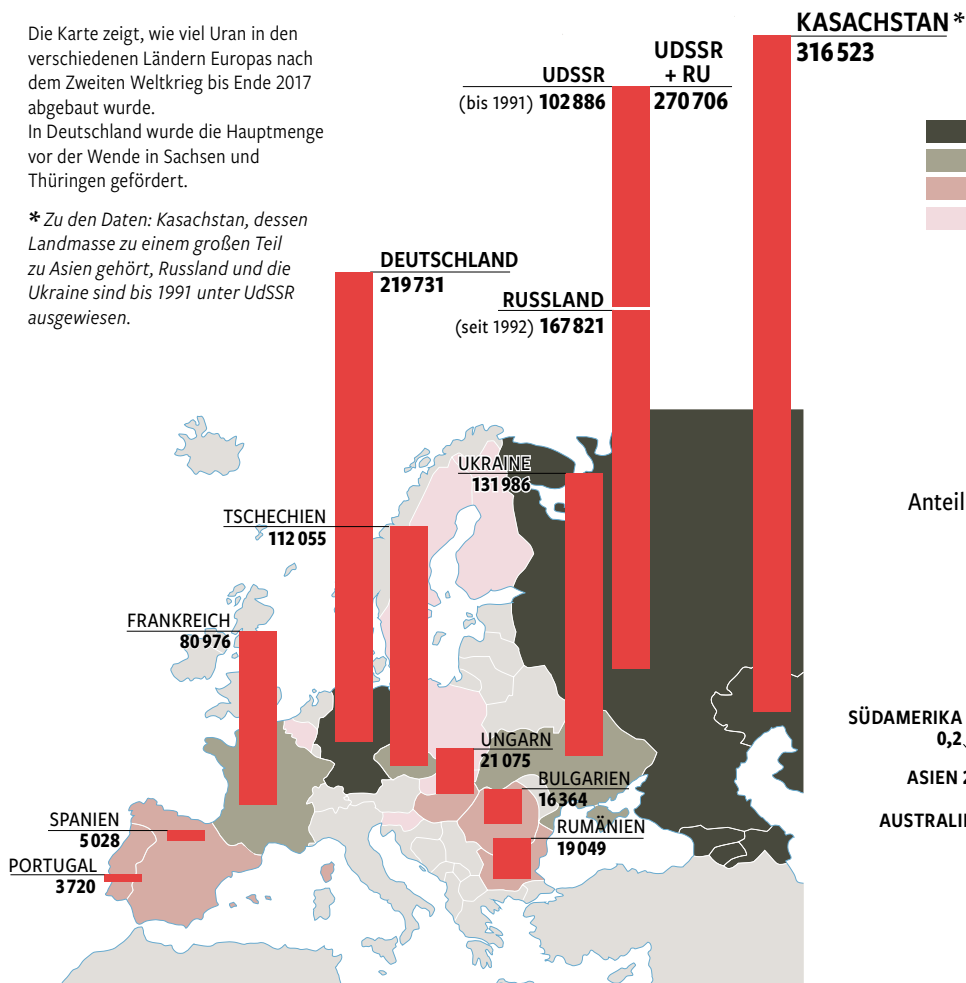 Die Karte zeigt, wie viel Uran in den
verschiedenen Ländern Europas nach
dem Zweiten Weltkrieg bis Ende 2017
abgebaut wurde.
In Deutschland wurde die Hauptmenge
vor der Wende in Sachsen und
Thüringen gefördert.
* Zu den Daten: Kasachstan, dessen
Landmasse zu einem großen Teil
zu Asien gehört, Russland und die
Ukraine sind bis 1991 unter UdSSR
ausgewiesen.
KASACHSTAN*
316 523
UDSSR
+ RU
270 706
UDSSR
(bis 1991) 102 886
DEUTSCHLAND
219 731
RUSSLAND
(seit 1992) 167 821
UKRAINE
131 986
TSCHECHIEN
112 055
FRANKREICH
80 976
UNGARN
21 075
BULGARIEN
16 364
RUMÄNIEN
19 049
SPANIEN
5 028
PORTUGAL
3 720
Anteil
SÜDAMERIKA
0,2
ASIEN 2
AUSTRALIE